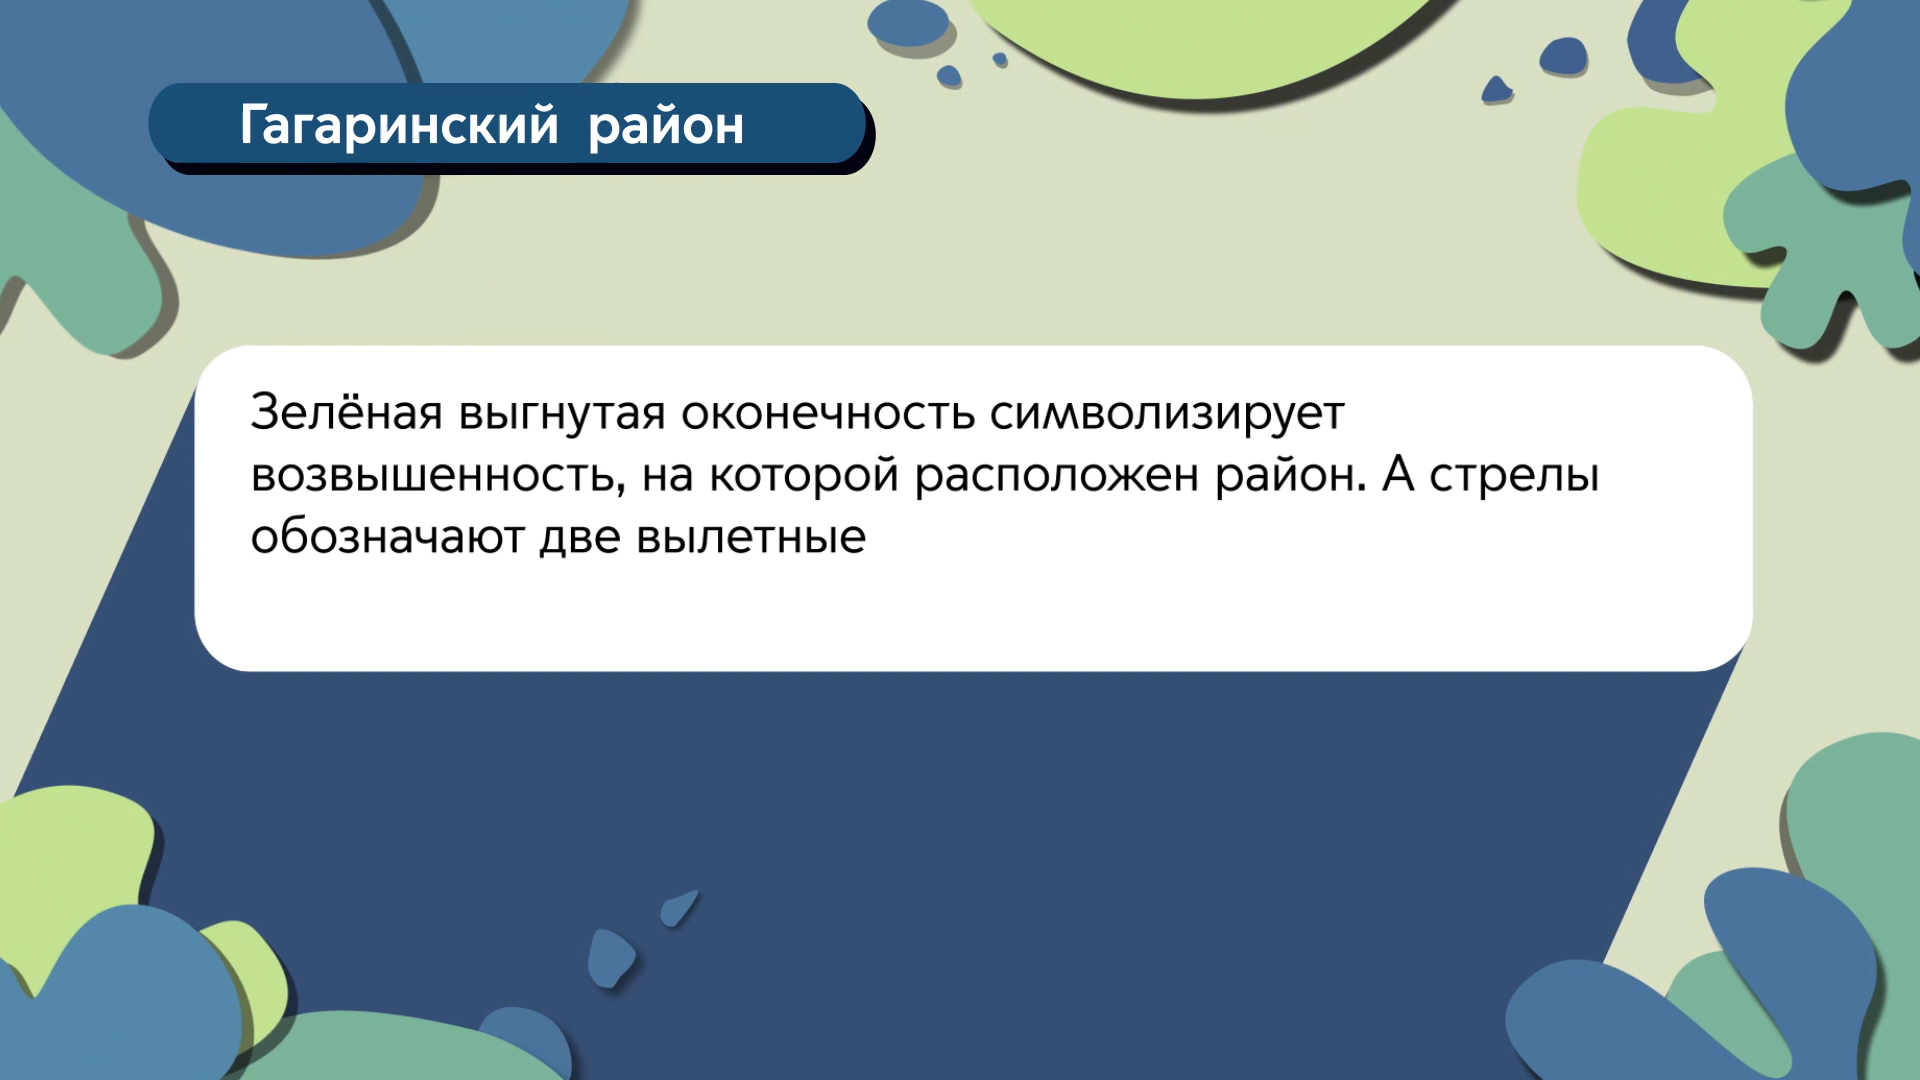 Гагаринский район
Зелёная выгнутая оконечность символизирует
возвышенность, на которой расположен район. А стрелы
обозначают две вылетные